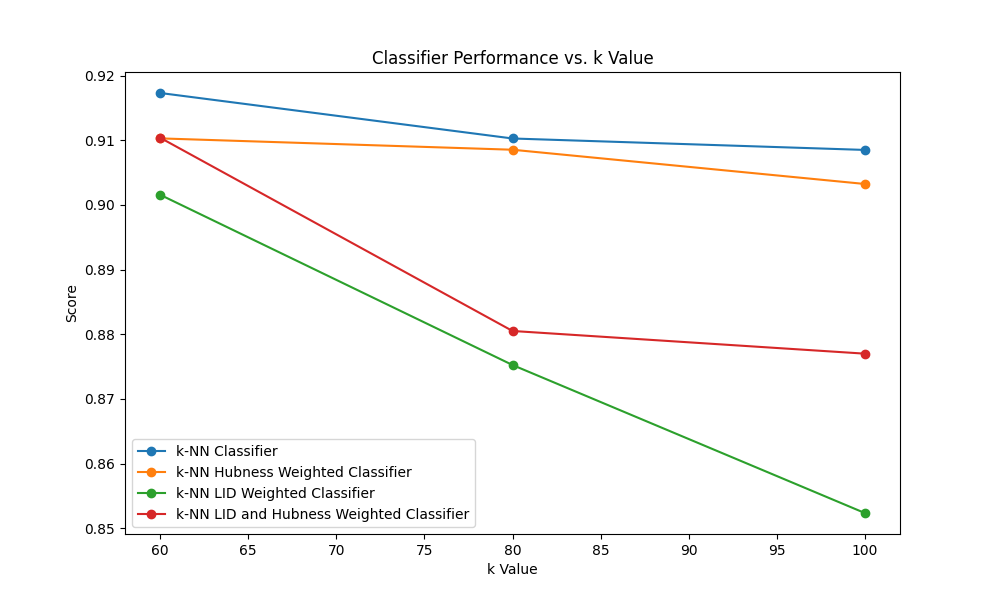 Classifier Performance vs. k Value
0.92
0.91
0.90
0.89
0.88
0.87
0.86
0.85
Score
k-NN Classifier
k-NN Hubness Weighted Classifier
k-NN LID Weighted Classifier
k-NN LID and Hubness Weighted Classifier
60 65 70 75 80 85 90 95 100
k Value